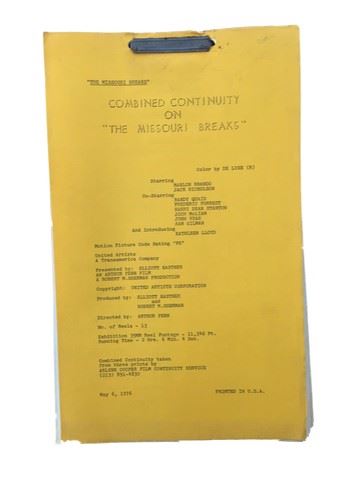 "THE MISSOURI BREAKS"
COMBINED CONTINUITY
ON
"THE MISSOURI BREAKS"
Color by DE LUXE (R)
Starring
MARLON BRANDO
JACK NICHOLSON
Co-Starring
RANDY QUAID
FREDERIC FORREST
HARRY DEAN STANTON
JOHN McLIAM
JOHN RYAN
SAM GILMAN
And Introducing
KATHLEEN LLOYD
Motion Picture Code Rating "PG"
United Artists
A Transamerica Company
Presented by: ELLIOTT KASTNER
AN ARTHUR PENN FILM
A ROBERT M. SHERMAN PRODUCTION
Copyright: UNITED ARTISTS CORPORATION
Produced by: ELLIOTT KASTNER
and
ROBERT M. SHERMAN
Directed by: ARTHUR PENN
No. of Reels - 13
Exhibition 35MM Reel Footage - 11,346 Ft.
Running Time - 2 Hrs. 6 Min. 4 Sec.
Combined Continuity taken
from these prints by
ARLENE COOPER FILM CONTINUITY SERVICE
(213)
May 6, 1976
PRINTED IN U.S.A.